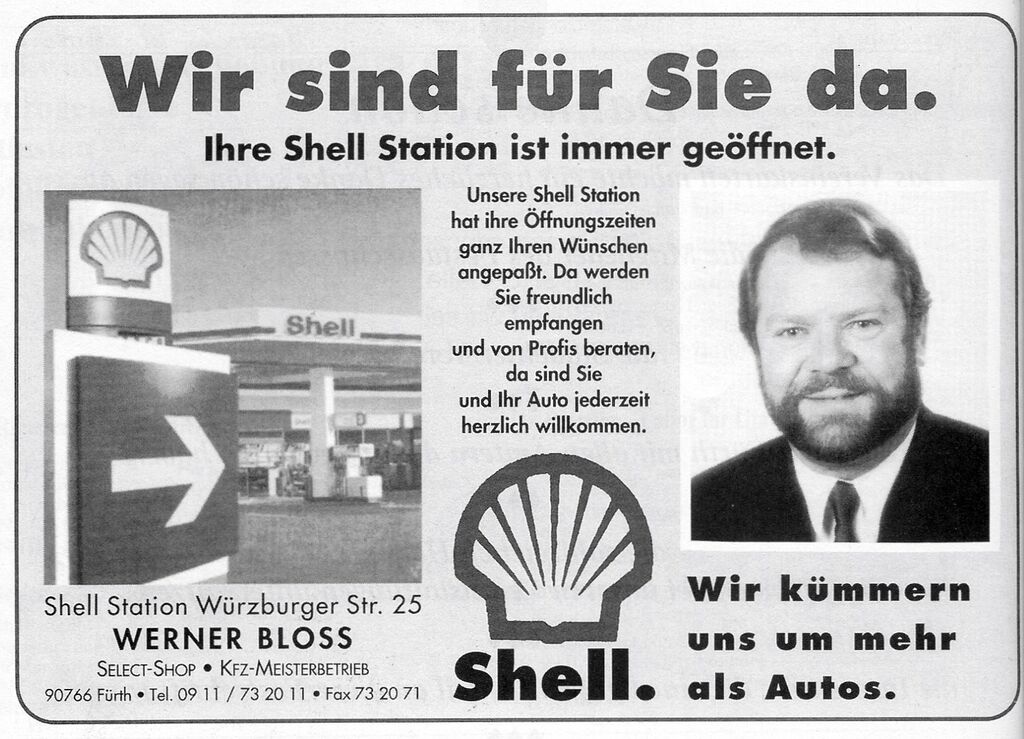 Wir sind für Sie da.
Ihre Shell Station ist immer geöffnet.
Shell
Unsere Shell Station
hat ihre Öffnungszeiten
ganz Ihren Wünschen
angepaßt. Da werden
Sie freundlich
empfangen
und von Profis beraten,
da sind Sie
und Ihr Auto jederzeit
herzlich willkommen.
Shell Station Würzburger Str. 25
WERNER BLOSS
SELECT-SHOP • KFZ-MEISTERBETRIEB
90766 Fürth • Tel. 09 11 / 73 20 11 • Fax 73 20 71
Shell.
Wir kümmern
uns um mehr
als Autos.